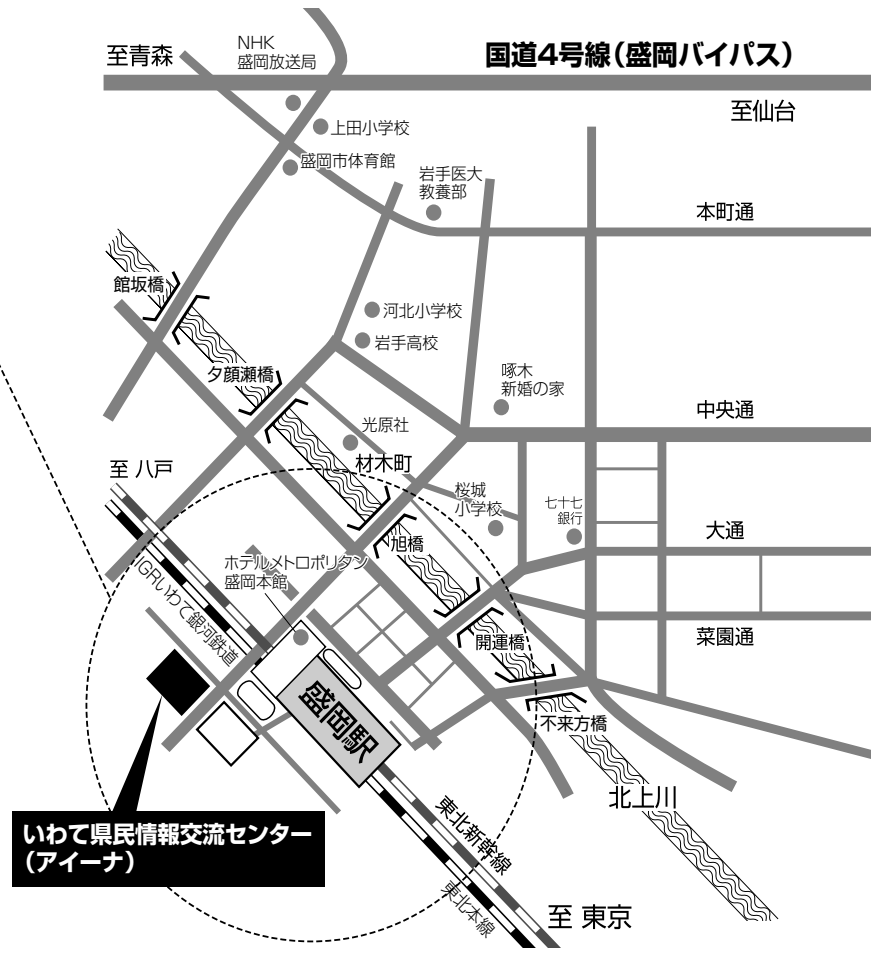 至青森
NHK
盛岡放送局
国道4号線(盛岡バイパス)
至仙台
上田小学校
盛岡市体育館
岩手医大
教養部
本町通
館坂橋
河北小学校
岩手高校
夕顔瀬橋
啄木
新婚の家
光原社
中央通
材木町
至 八戸
桜城
小学校
七十七
銀行
大通
旭橋
ホテルメトロポリタン
盛岡本館
IGRいわて銀河鉄道
開運橋
菜園通
盛岡駅
不来方橋
北上川
いわて県民情報交流センター
(アイーナ)
東北新幹線
東北本線
至 東京